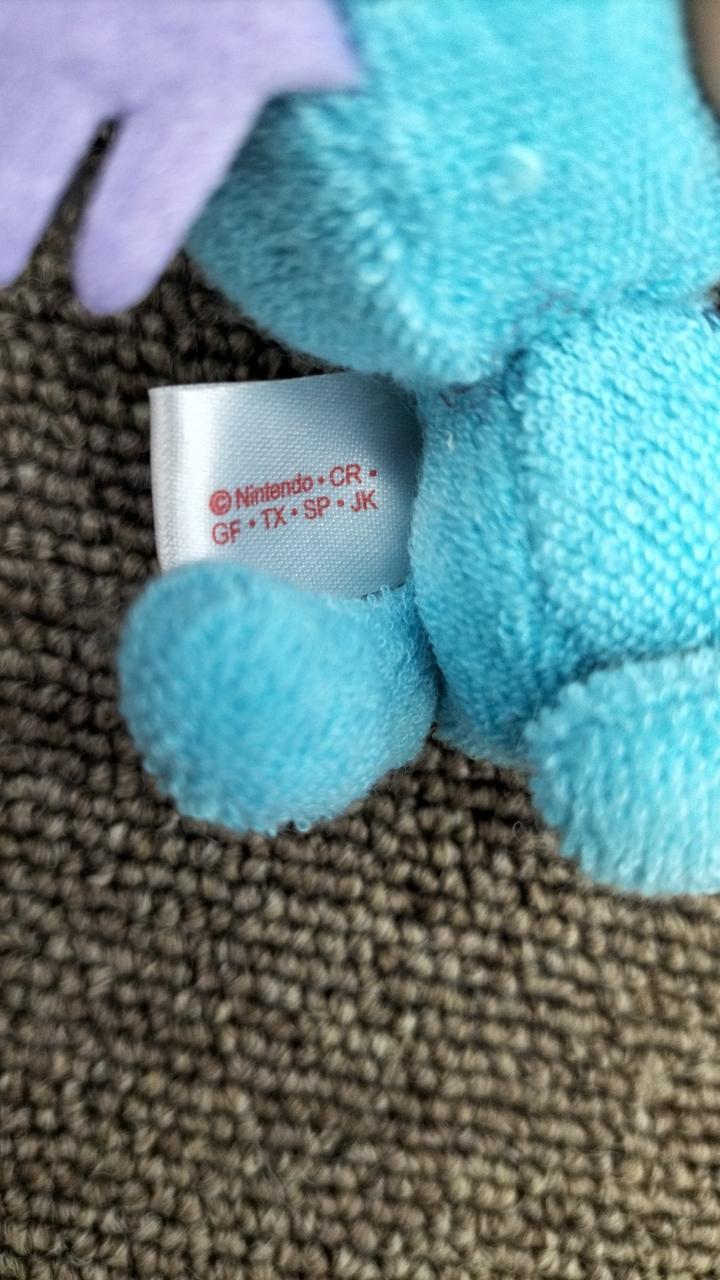 © Nintendo • CR •
GF • TX • SP • JK